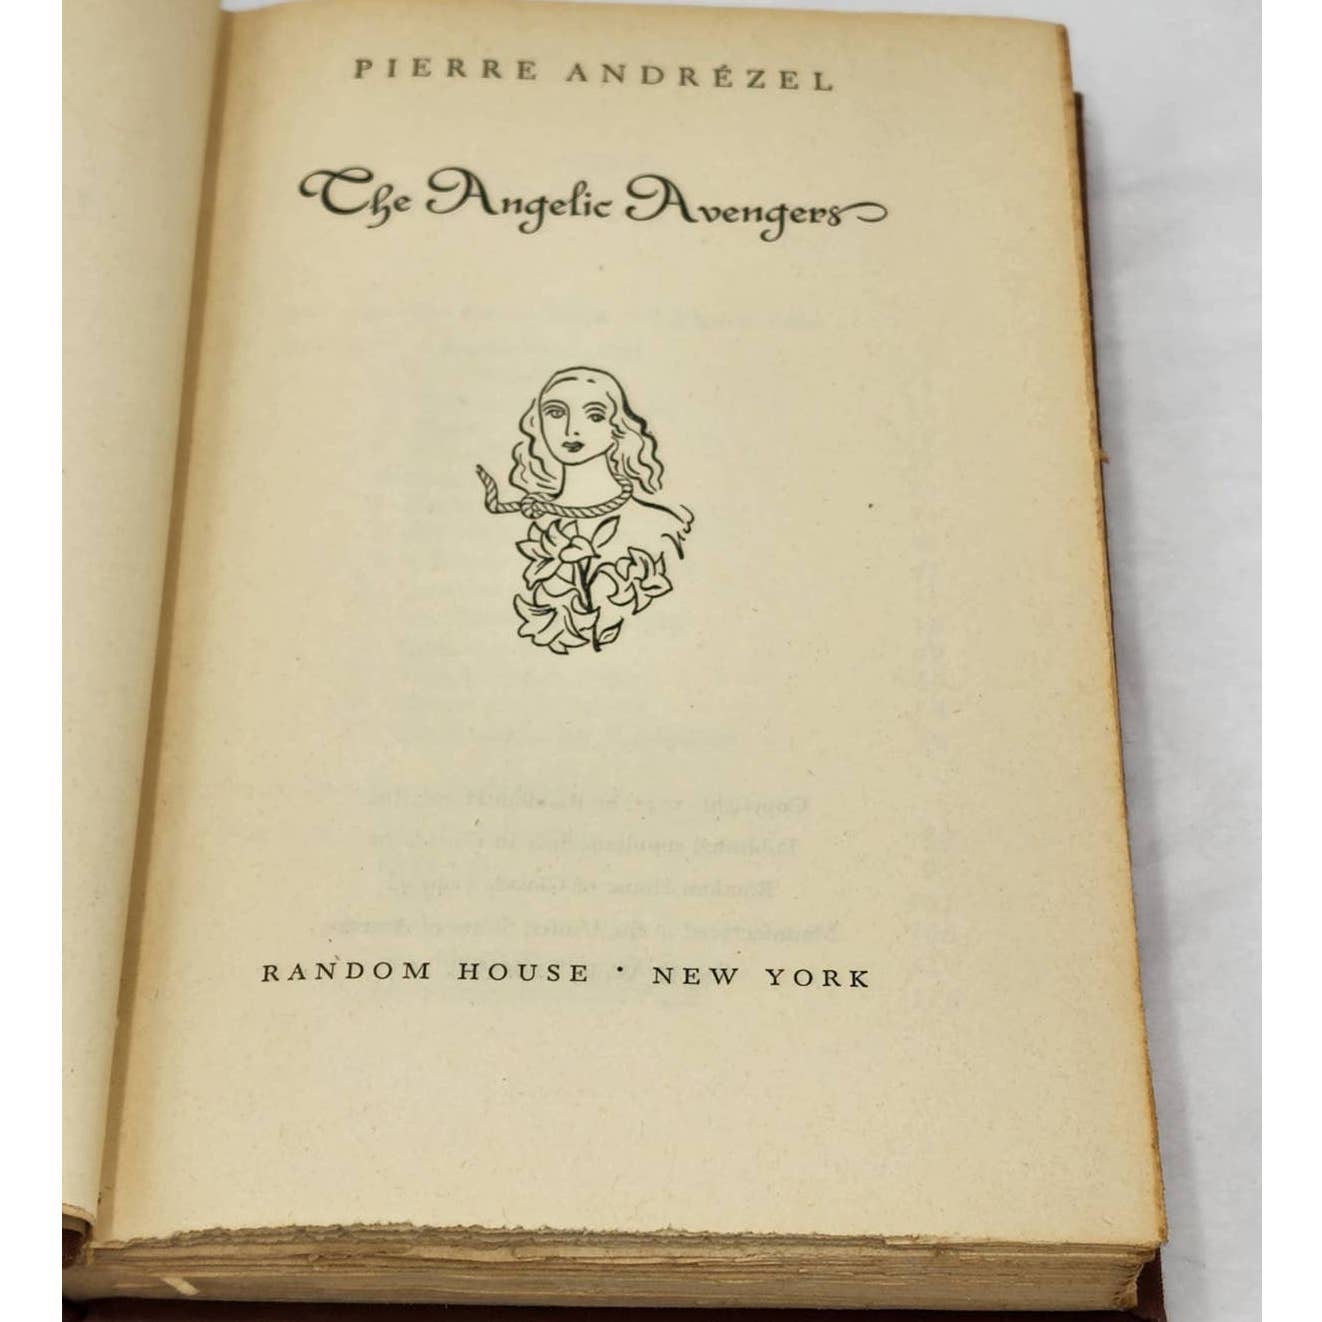 PIERRE ANDRÉZEL
The Angelic Avengers
RANDOM HOUSE · NEW YORK